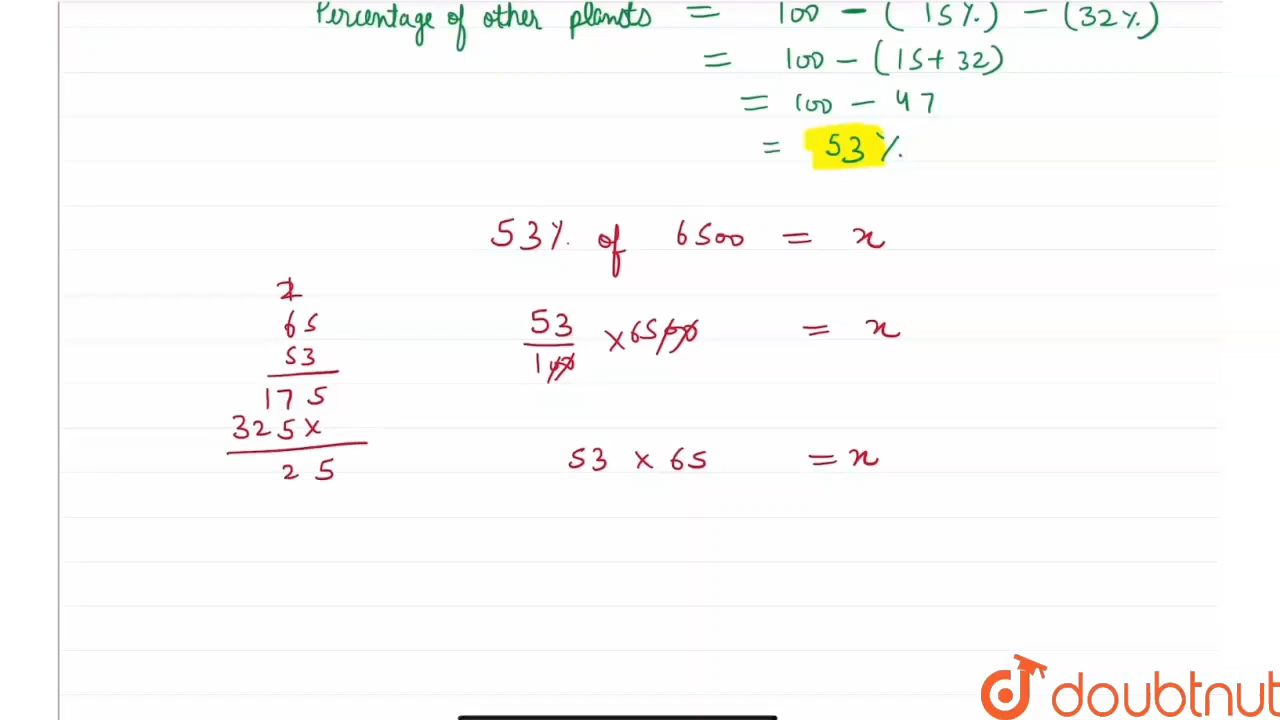 Percentage of other plants = 100 - (15%) - (32%)
= 100 - (15+32)
= 100 - 47
= 53%
53% of 6500 = x
2
65
53
175
325x
25
53/100 × 6500 = x
53 × 65 = x
doubtnut